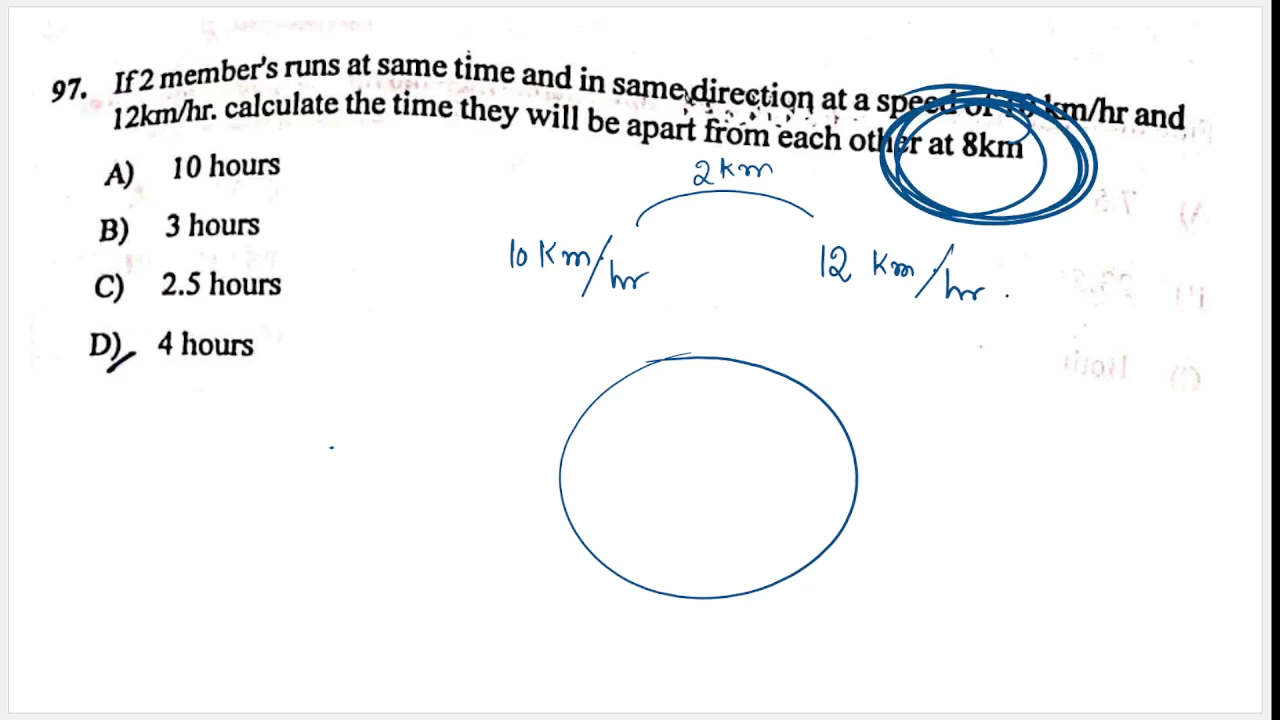 97. If 2 member's runs at same time and in same direction at a speed of 10 km/hr and
12km/hr. calculate the time they will be apart from each other at 8km
A) 10 hours
B) 3 hours
C) 2.5 hours
D) 4 hours
2 km
10 Km/hr
12 Km/hr.